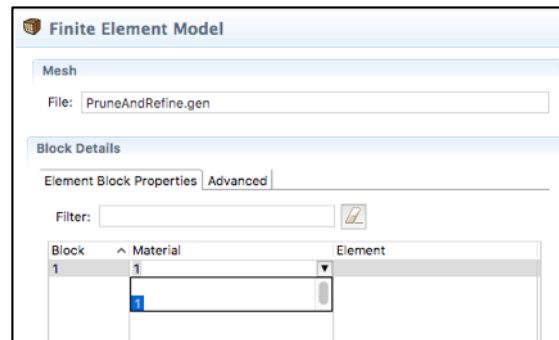 Finite Element Model
Mesh
File: PruneAndRefine.gen
Block Details
Element Block Properties Advanced
Filter:
Block Material Element
1 1
1